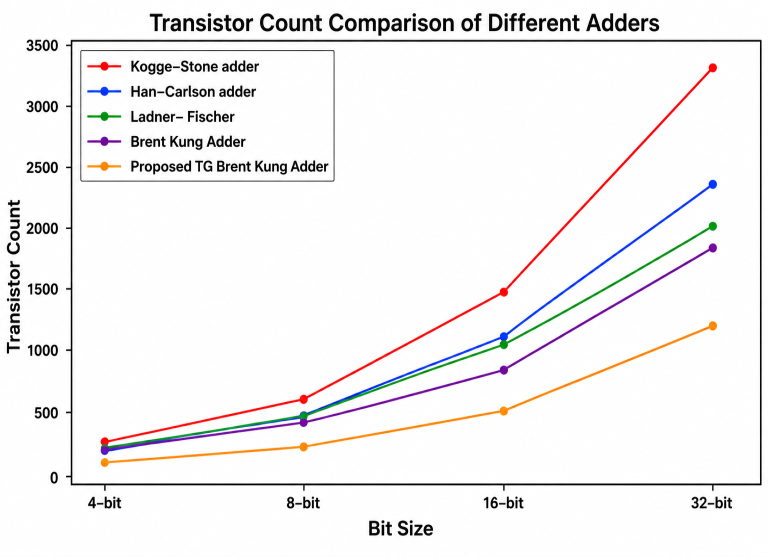 Transistor Count Comparison of Different Adders
3500
3000
2500
2000
1500
1000
500
0
Transistor Count
Kogge–Stone adder
Han–Carlson adder
Ladner– Fischer
Brent Kung Adder
Proposed TG Brent Kung Adder
4–bit
8–bit
16–bit
32–bit
Bit Size